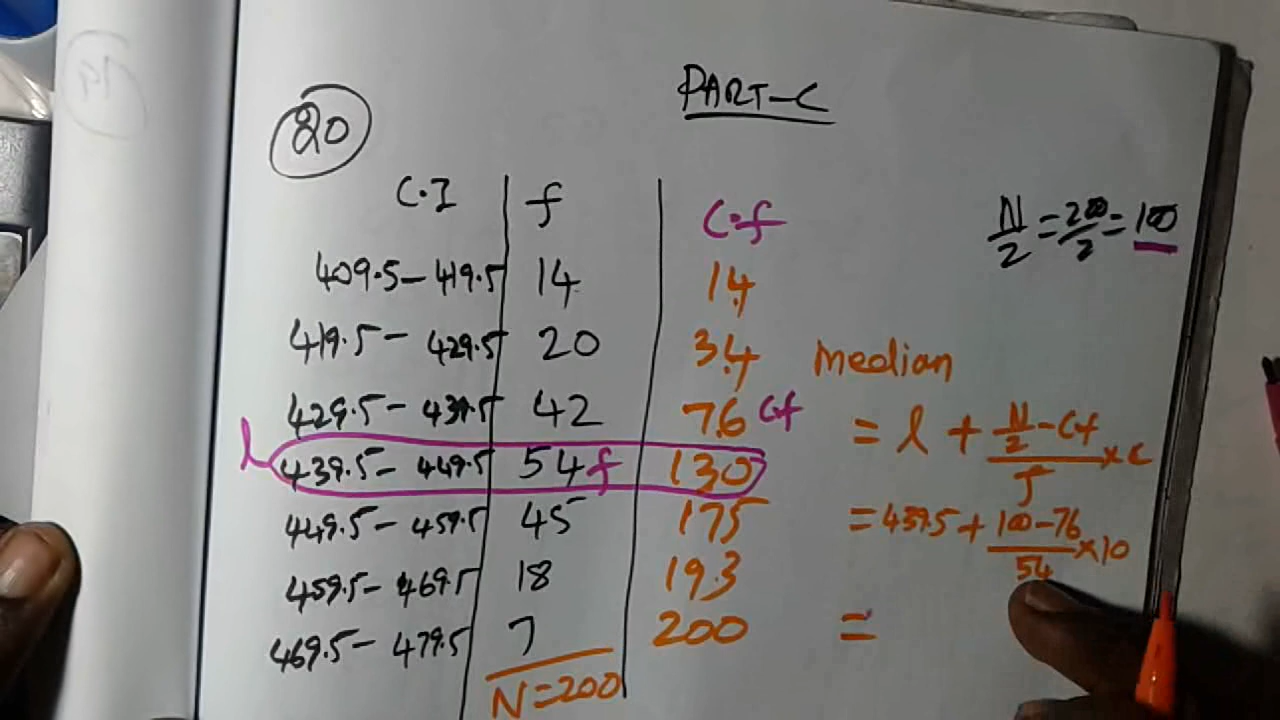 PART-C
20
C.I f C.f
N/2 = 200/2 = 100
409.5 - 419.5 14 14
419.5 - 429.5 20 34
Median
429.5 - 439.5 42 76 Cf
= l + N/2 - Cf / f × c
l 439.5 - 449.5 54 f 130
449.5 - 459.5 45 175
= 439.5 + 100 - 76 / 54 × 10
459.5 - 469.5 18 193
469.5 - 479.5 7 200
=
N = 200